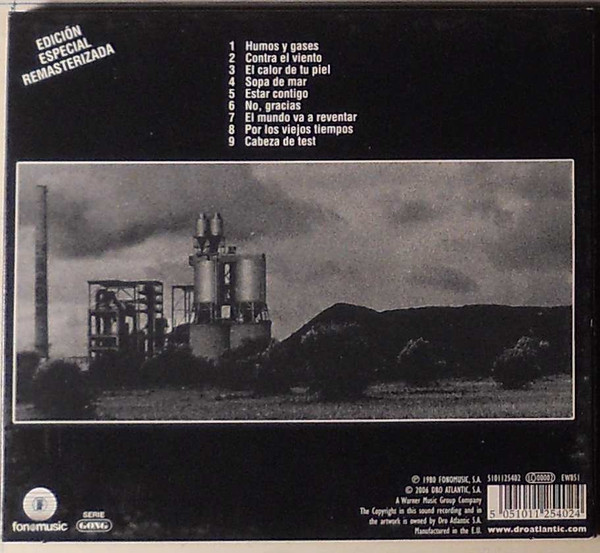 EDICIÓN
ESPECIAL
REMASTERIZADA
1 Humos y gases
2 Contra el viento
3 El calor de tu piel
4 Sopa de mar
5 Estar contigo
6 No, gracias
7 El mundo va a reventar
8 Por los viejos tiempos
9 Cabeza de test
℗ 1980 FONOMUSIC, S.A.
© 2006 DRO ATLANTIC, S.A.
A Warner Music Group Company
The Copyright in this sound recording and in
the artwork is owned by Dro Atlantic S.A.
Manufactured in the E.U.
5101125402 LC 00002 EW851
5 051011 254024
www.droatlantic.com
fonomusic
SERIE
GONG